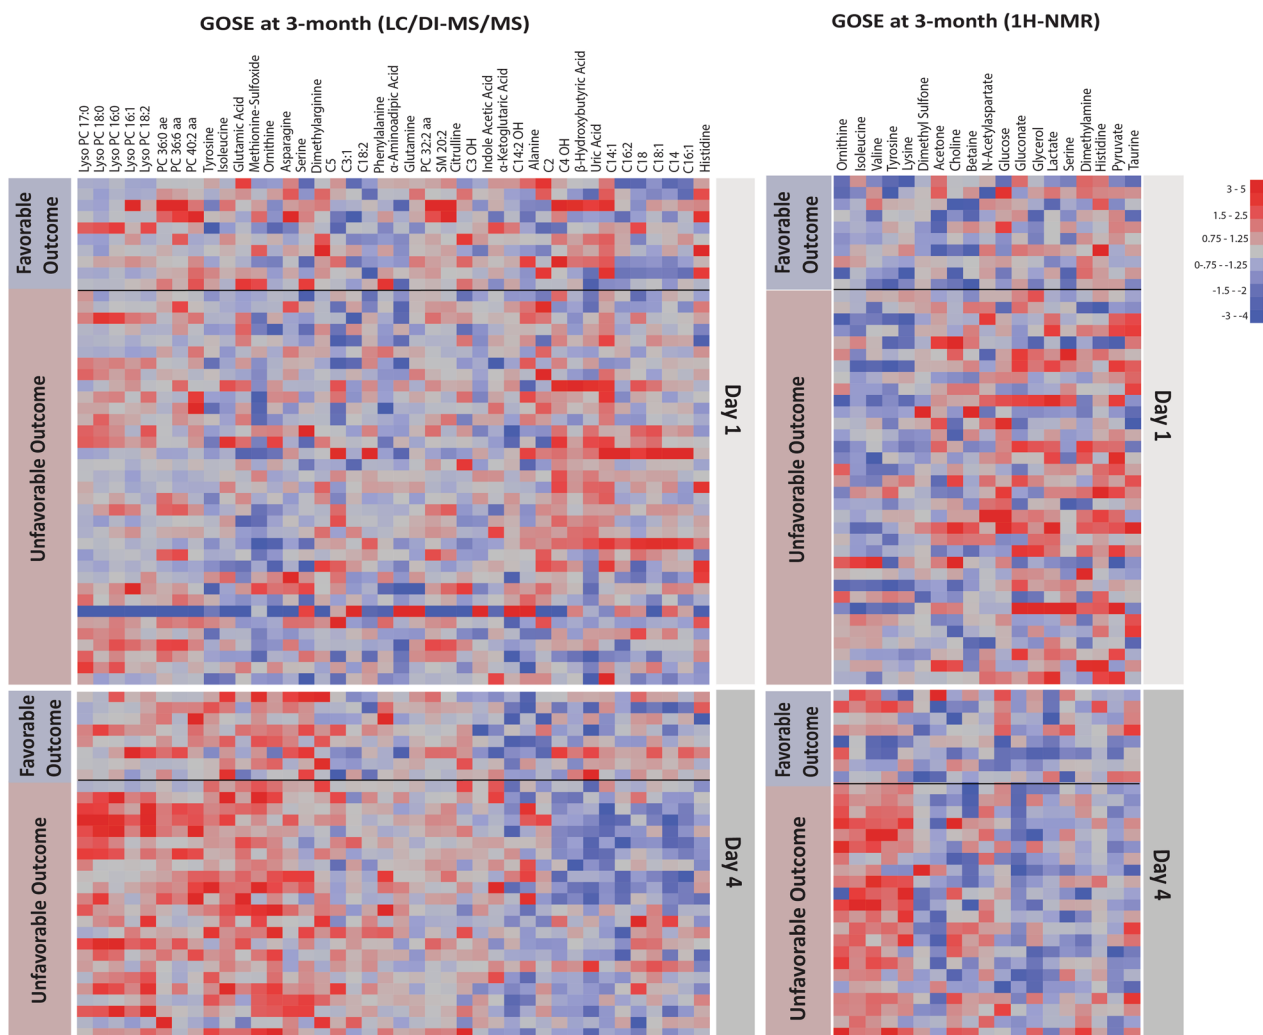 GOSE at 3-month (LC/DI-MS/MS)
GOSE at 3-month (1H-NMR)
Lyso PC 17:0
Lyso PC 18:0
Lyso PC 16:0
Lyso PC 16:1
Lyso PC 18:2
PC 36:0 ae
PC 36:6 aa
PC 40:2 aa
Tyrosine
Isoleucine
Glutamic Acid
Methionine-Sulfoxide
Ornithine
Asparagine
Serine
Dimethylarginine
C5
C3:1
C18:2
Phenylalanine
α-Aminoadipic Acid
Glutamine
PC 32:2 aa
SM 20:2
Citrulline
C3 OH
Indole Acetic Acid
α-Ketoglutaric Acid
C14:2 OH
Alanine
C2
C4 OH
β-Hydroxybutyric Acid
Uric Acid
C14:1
C16:2
C18
C18:1
C14
C16:1
Histidine
Ornithine
Isoleucine
Valine
Tyrosine
Lysine
Dimethyl Sulfone
Acetone
Choline
Betaine
N-Acetylaspartate
Glucose
Gluconate
Glycerol
Lactate
Serine
Dimethylamine
Histidine
Pyruvate
Taurine
Favorable
Outcome
Unfavorable Outcome
Day 1
Favorable
Outcome
Unfavorable Outcome
Day 1
3 - 5
1.5 - 2.5
0.75 - 1.25
0-.75 - -1.25
-1.5 - -2
-3 - -4
Favorable
Outcome
Unfavorable Outcome
Day 4
Favorable
Outcome
Unfavorable Outcome
Day 4